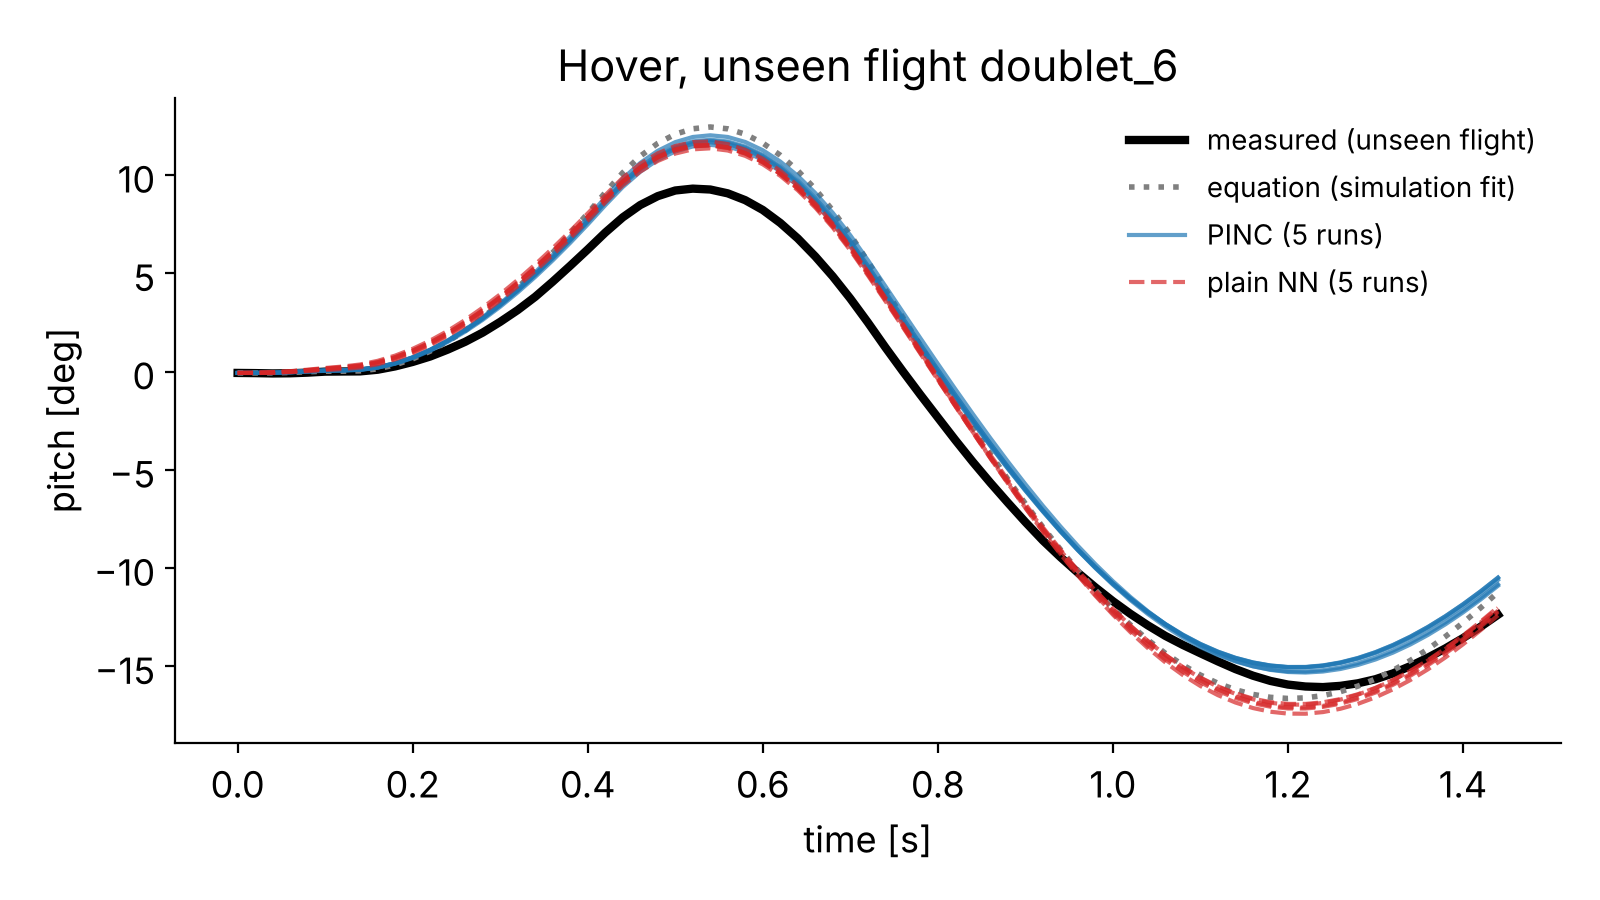 Hover, unseen flight doublet_6
measured (unseen flight)
equation (simulation fit)
PINC (5 runs)
plain NN (5 runs)
pitch [deg]
10
5
0
−5
−10
−15
0.0 0.2 0.4 0.6 0.8 1.0 1.2 1.4
time [s]